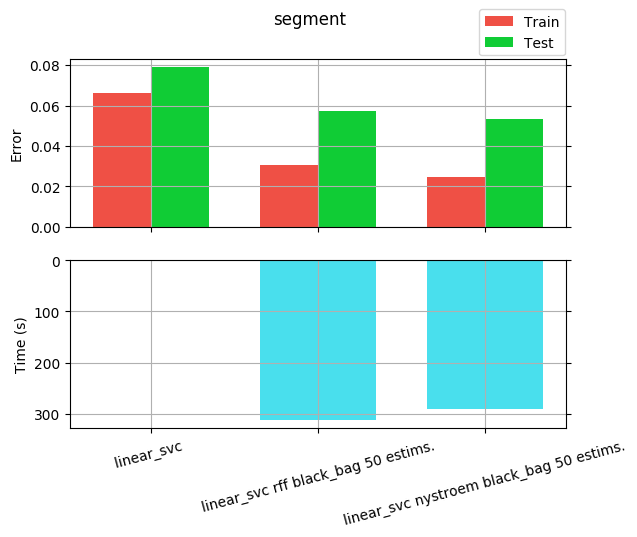 segment
Train
Test
0.08
0.06
0.04
0.02
0.00
Error
0
100
200
300
Time (s)
linear_svc
linear_svc rff black_bag 50 estims.
linear_svc nystroem black_bag 50 estims.